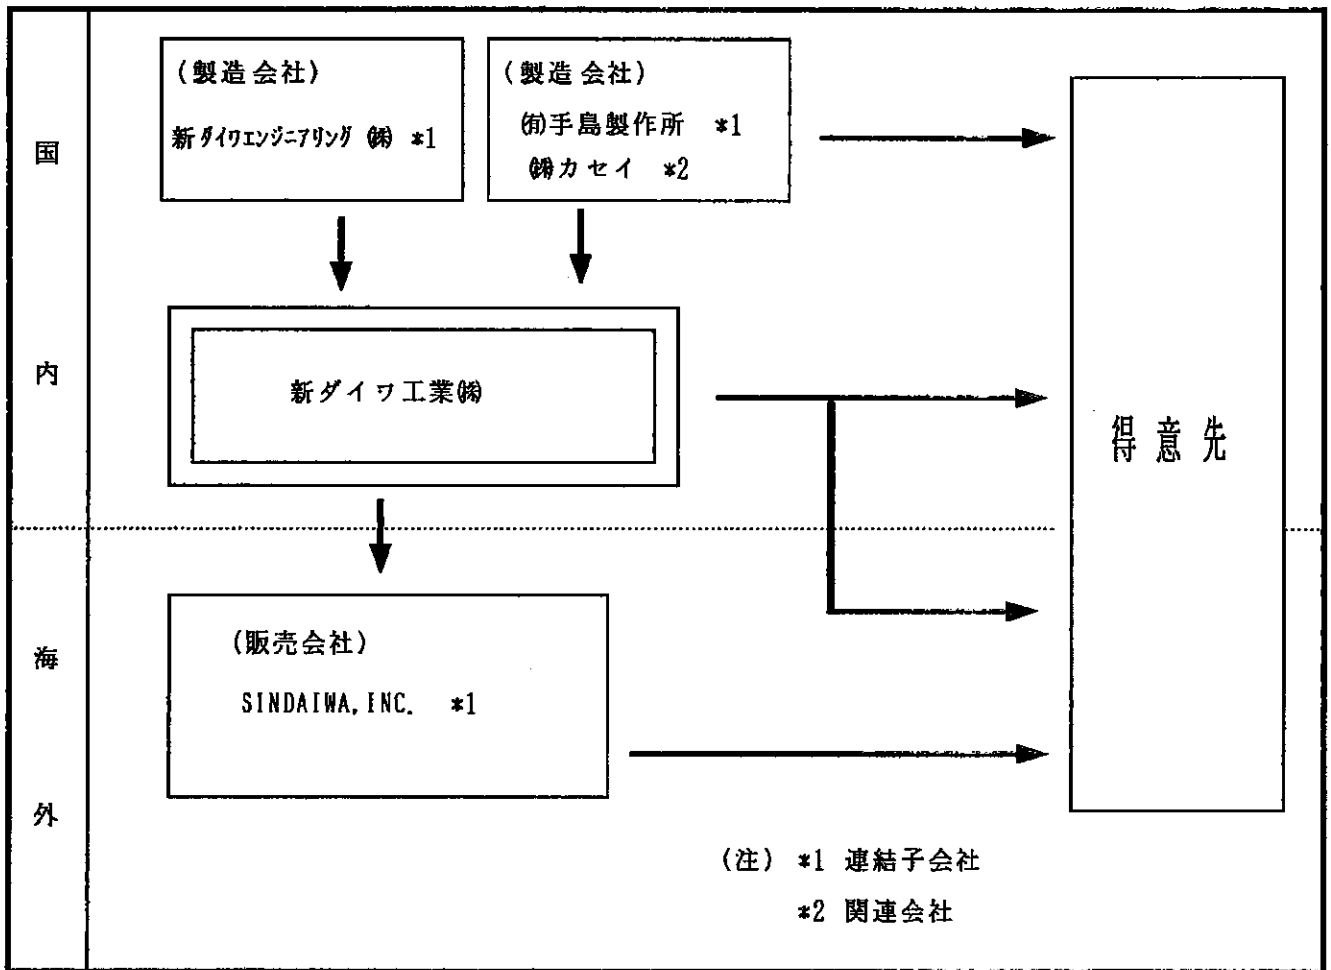 国内
(製造会社)
新ダイワエンジニアリング㈱ *1
(製造会社)
㈲手島製作所 *1
㈱カセイ *2
新ダイワ工業㈱
得意先
海外
(販売会社)
SINDAIWA, INC. *1
(注) *1 連結子会社
*2 関連会社